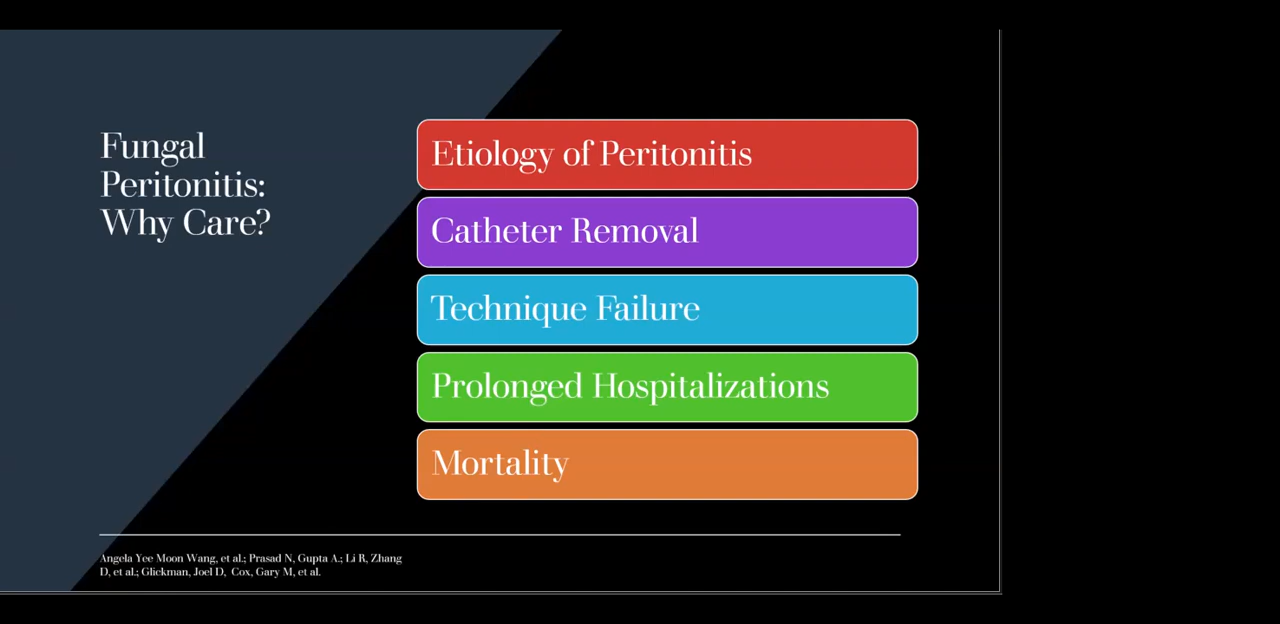 Fungal
Peritonitis:
Why Care?
Etiology of Peritonitis
Catheter Removal
Technique Failure
Prolonged Hospitalizations
Mortality
Angela Yee Moon Wang, et al.; Prasad N, Gupta A.; Li R, Zhang
D, et al.; Glickman, Joel D, Cox, Gary M, et al.